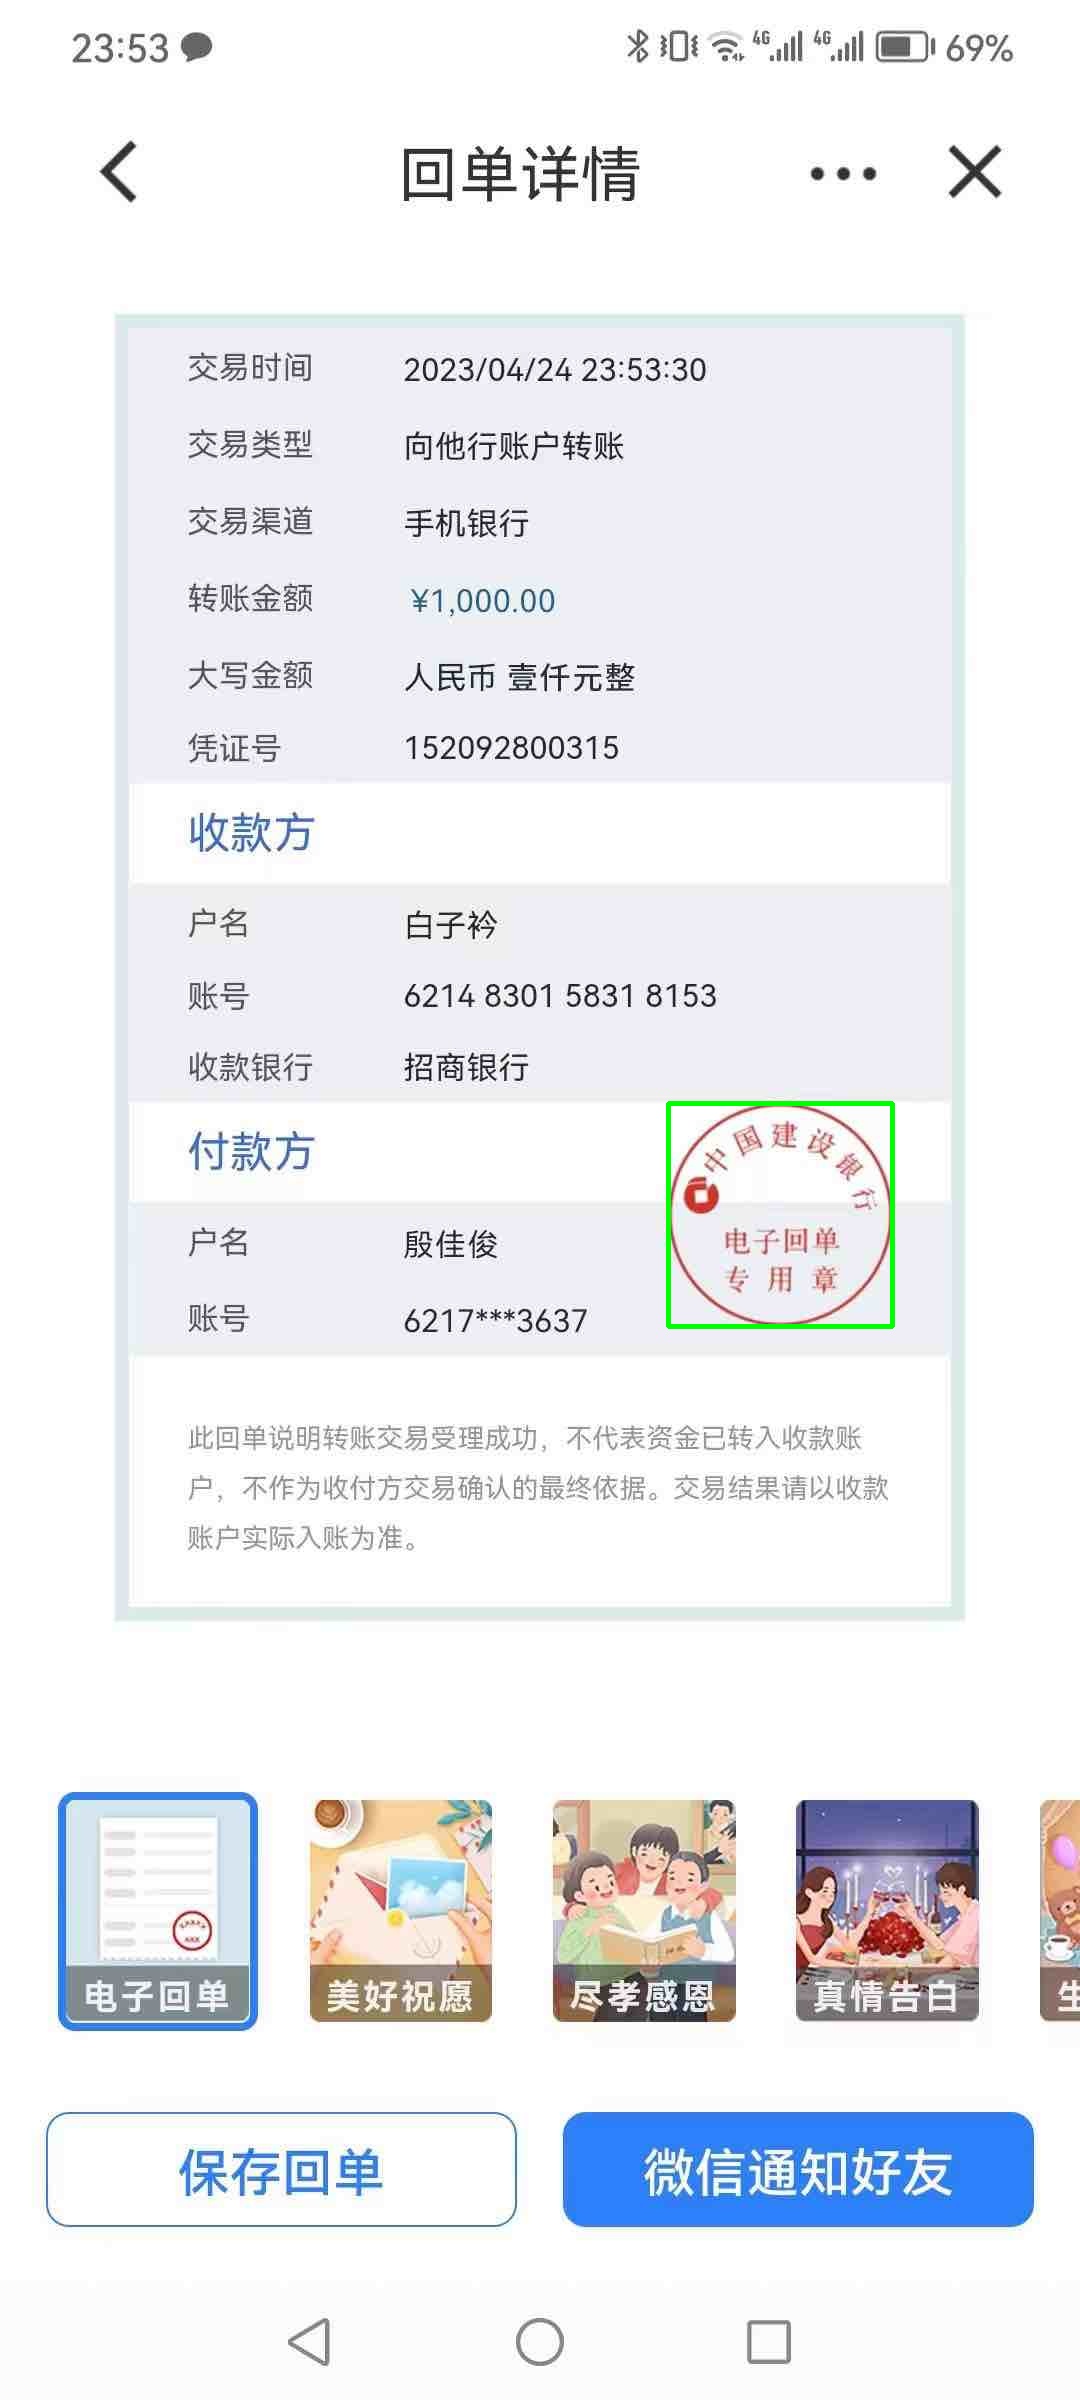 23:53
4G 4G 69%
回单详情
交易时间 2023/04/24 23:53:30
交易类型 向他行账户转账
交易渠道 手机银行
转账金额 ¥1,000.00
大写金额 人民币 壹仟元整
凭证号 152092800315
收款方
户名 白子衿
账号 6214 8301 5831 8153
收款银行 招商银行
付款方
中国建设银行
电子回单
专用章
户名 殷佳俊
账号 6217***3637
此回单说明转账交易受理成功，不代表资金已转入收款账
户，不作为收付方交易确认的最终依据。交易结果请以收款
账户实际入账为准。
电子回单 美好祝愿 尽孝感恩 真情告白
保存回单 微信通知好友